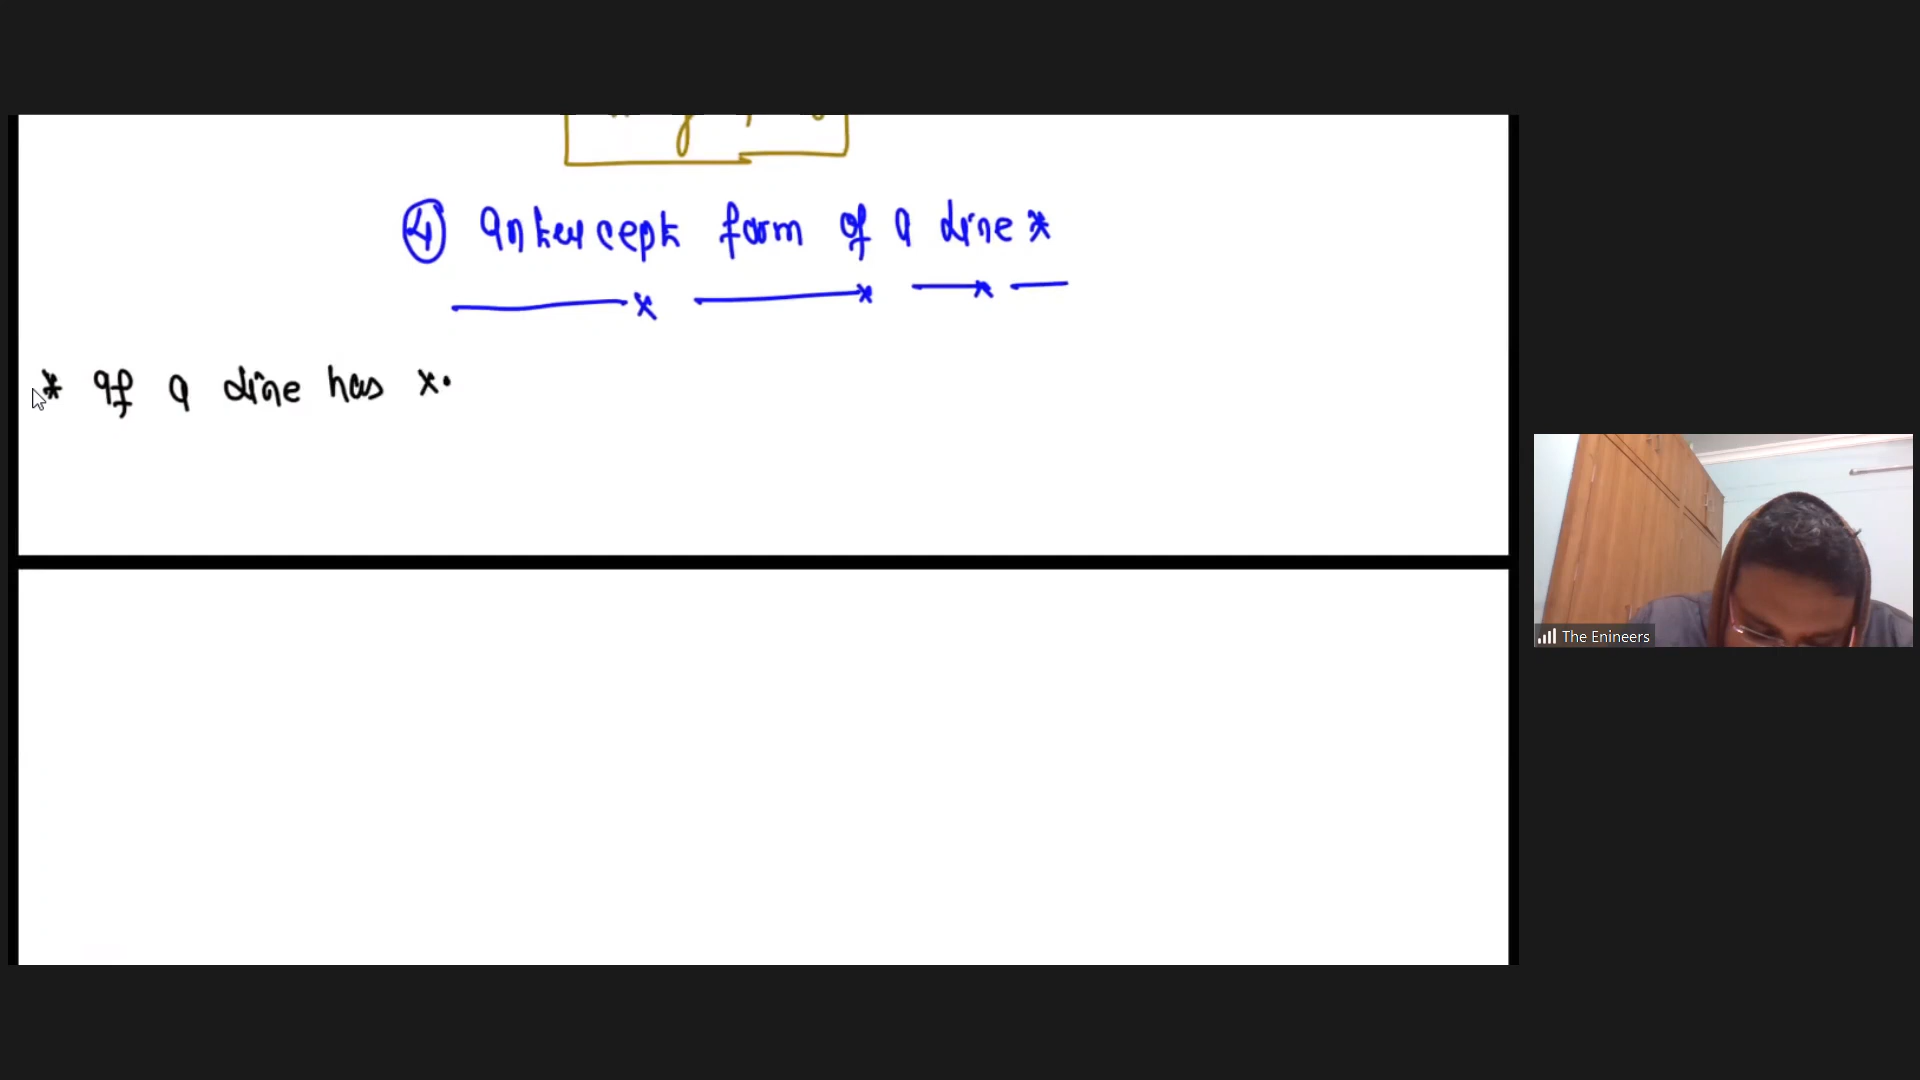 ④ Intercept form of a line *
* If a line has x-
The Enineers